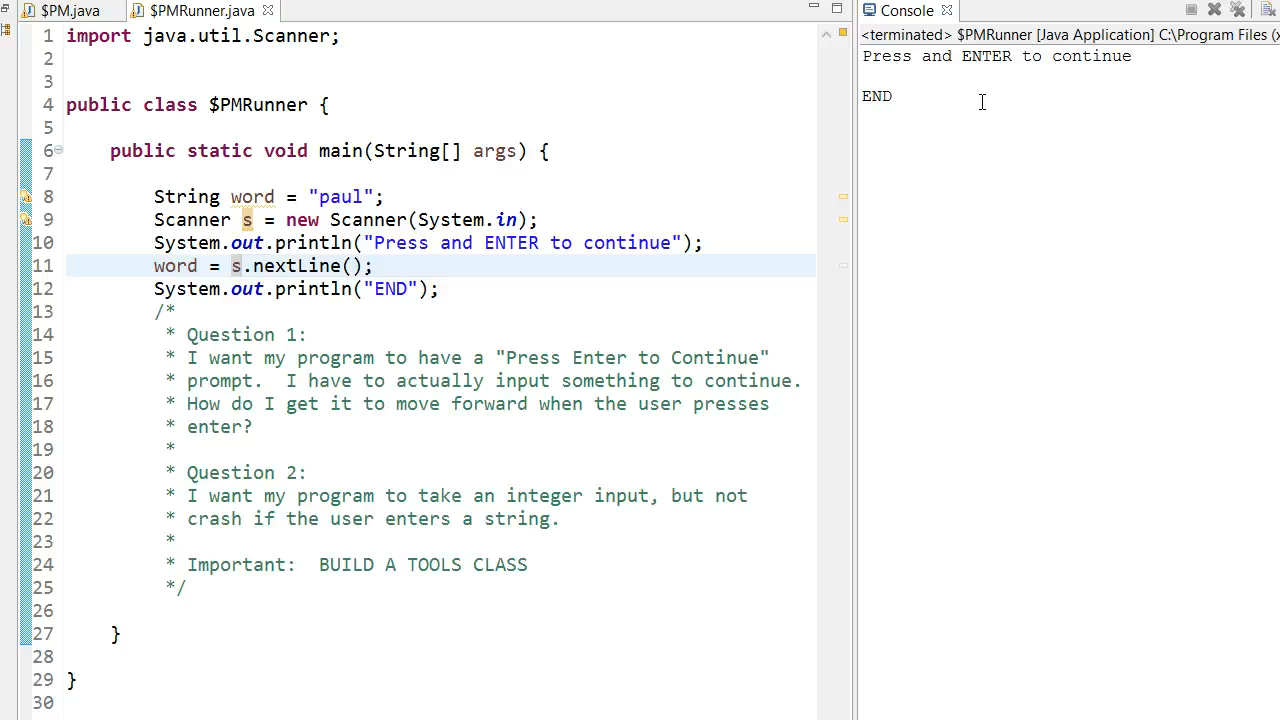 $PM.java
$PMRunner.java
1 import java.util.Scanner;
2
3
4 public class $PMRunner {
5
6 public static void main(String[] args) {
7
8 String word = "paul";
9 Scanner s = new Scanner(System.in);
10 System.out.println("Press and ENTER to continue");
11 word = s.nextLine();
12 System.out.println("END");
13 /*
14 * Question 1:
15 * I want my program to have a "Press Enter to Continue"
16 * prompt.  I have to actually input something to continue.
17 * How do I get it to move forward when the user presses
18 * enter?
19 *
20 * Question 2:
21 * I want my program to take an integer input, but not
22 * crash if the user enters a string.
23 *
24 * Important:  BUILD A TOOLS CLASS
25 */
26
27 }
28
29 }
30
Console
<terminated> $PMRunner [Java Application] C:\Program Files (x
Press and ENTER to continue
END